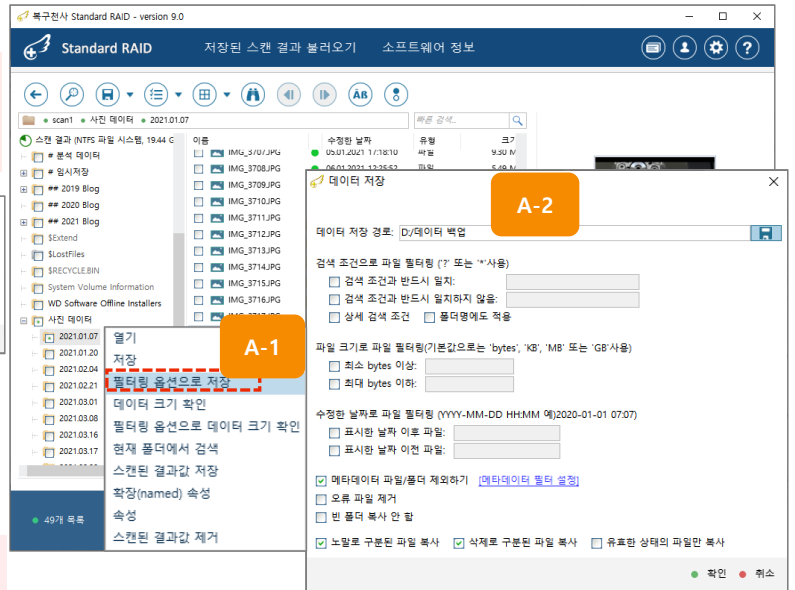 복구천사 Standard RAID - version 9.0
Standard RAID 저장된 스캔 결과 불러오기 소프트웨어 정보
scan1 사진 데이터 2021.01.07 빠른 검색...
스캔 결과 (NTFS 파일 시스템, 19.44 G
# 분석 데이터
# 임시저장
## 2019 Blog
## 2020 Blog
## 2021 Blog
$Extend
$LostFiles
$RECYCLE.BIN
System Volume Information
WD Software Offline Installers
사진 데이터
2021.01.07
2021.01.20
2021.02.04
2021.02.21
2021.03.01
2021.03.08
2021.03.16
2021.03.17
49개 목록
이름 수정한 날짜 유형 크기
IMG_3707.JPG 05.01.2021 17:18:10 파일 9.30 M
IMG_3708.JPG 06.01.2021 12:25:52 파일 5.49 M
IMG_3709.JPG
IMG_3710.JPG
IMG_3711.JPG
IMG_3712.JPG
IMG_3713.JPG
IMG_3714.JPG
IMG_3715.JPG
IMG_3716.JPG
A-1
열기
저장
필터링 옵션으로 저장
데이터 크기 확인
필터링 옵션으로 데이터 크기 확인
현재 폴더에서 검색
스캔된 결과값 저장
확장(named) 속성
속성
스캔된 결과값 제거
데이터 저장
A-2
데이터 저장 경로: D:/데이터 백업
검색 조건으로 파일 필터링 ('?' 또는 '*'사용)
검색 조건과 반드시 일치:
검색 조건과 반드시 일치하지 않음:
상세 검색 조건 폴더명에도 적용
파일 크기로 파일 필터링(기본값으로는 'bytes', 'KB', 'MB' 또는 'GB'사용)
최소 bytes 이상:
최대 bytes 이하:
수정한 날짜로 파일 필터링 (YYYY-MM-DD HH:MM 예)2020-01-01 07:07)
표시한 날짜 이후 파일:
표시한 날짜 이전 파일:
메타데이터 파일/폴더 제외하기 [메타데이터 필터 설정]
오류 파일 제거
빈 폴더 복사 안 함
노말로 구분된 파일 복사 삭제로 구분된 파일 복사 유효한 상태의 파일만 복사
확인 취소